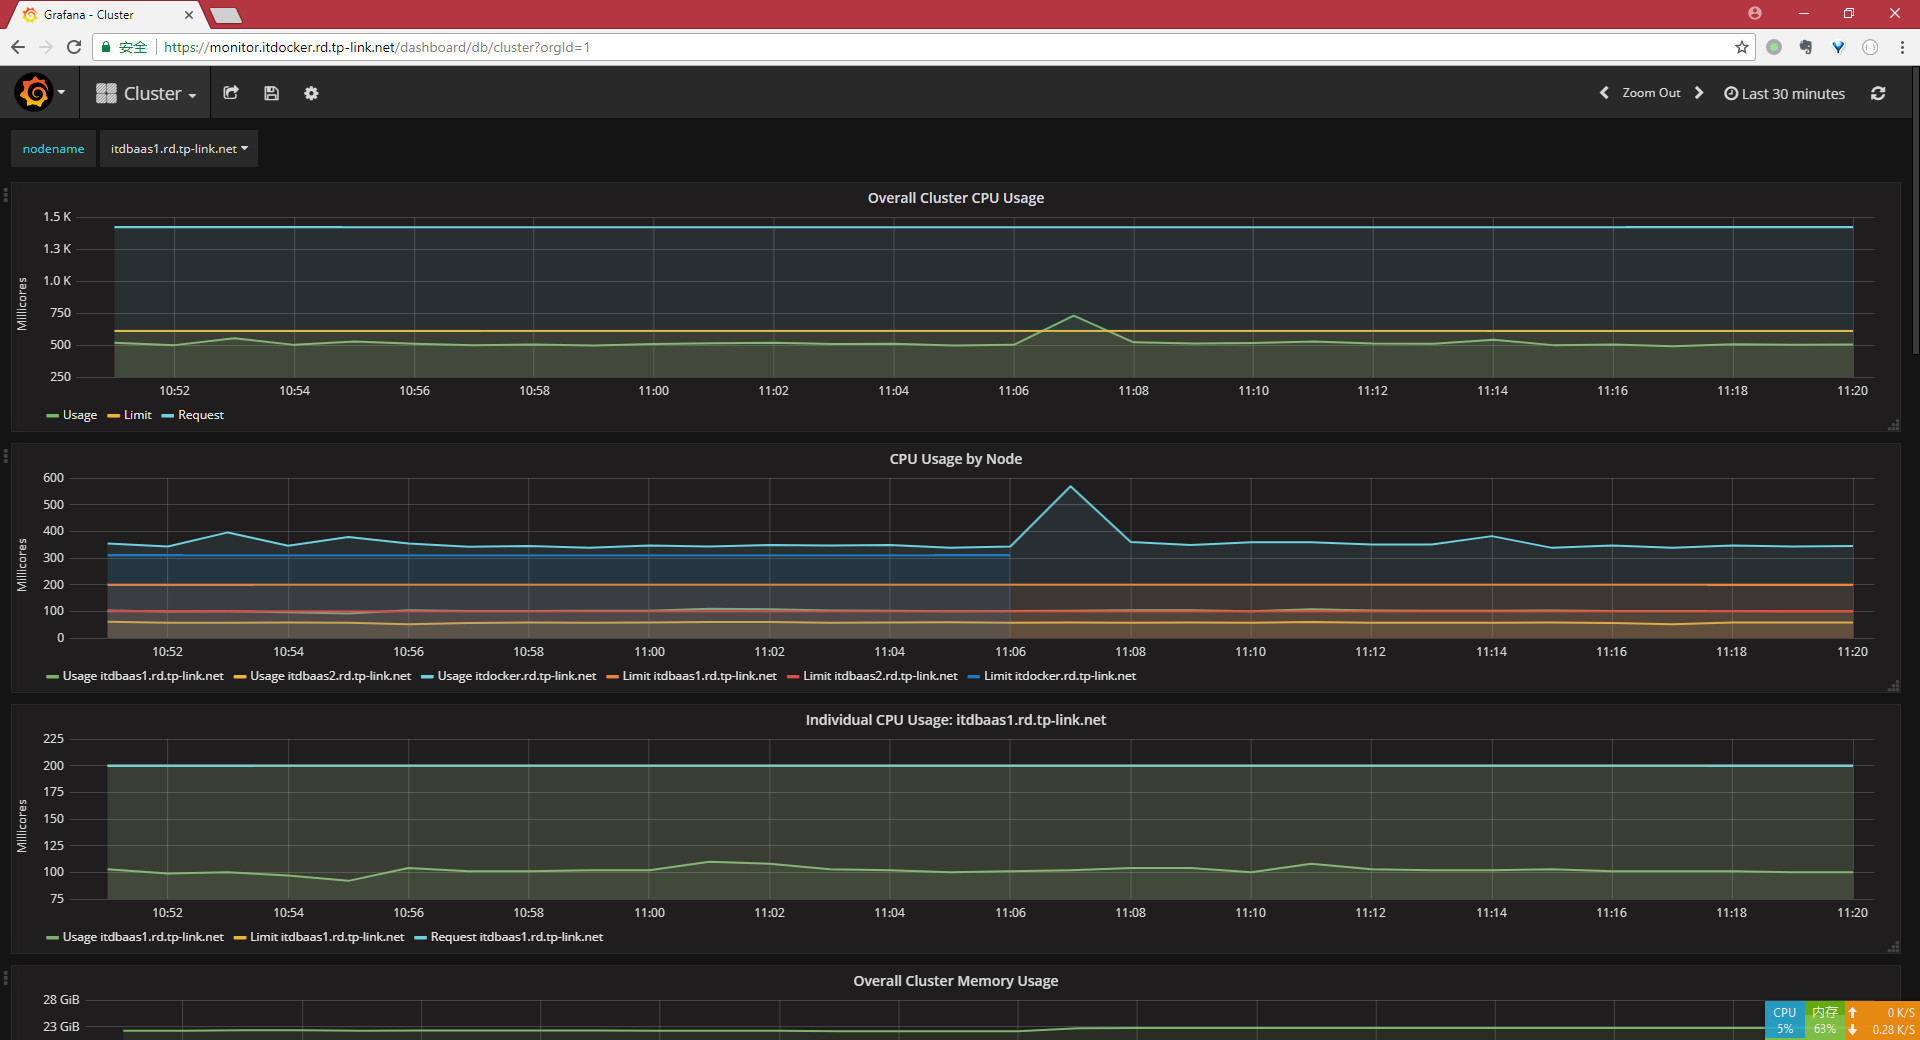 Grafana - Cluster
安全 https://monitor.itdocker.rd.tp-link.net/dashboard/db/cluster?orgId=1
Cluster
Zoom Out
Last 30 minutes
nodename
itdbaas1.rd.tp-link.net
Overall Cluster CPU Usage
Millicores
1.5 K
1.3 K
1.0 K
750
500
250
10:52 10:54 10:56 10:58 11:00 11:02 11:04 11:06 11:08 11:10 11:12 11:14 11:16 11:18 11:20
Usage Limit Request
CPU Usage by Node
Millicores
600
500
400
300
200
100
0
10:52 10:54 10:56 10:58 11:00 11:02 11:04 11:06 11:08 11:10 11:12 11:14 11:16 11:18 11:20
Usage itdbaas1.rd.tp-link.net Usage itdbaas2.rd.tp-link.net Usage itdocker.rd.tp-link.net Limit itdbaas1.rd.tp-link.net Limit itdbaas2.rd.tp-link.net Limit itdocker.rd.tp-link.net
Individual CPU Usage: itdbaas1.rd.tp-link.net
Millicores
225
200
175
150
125
100
75
10:52 10:54 10:56 10:58 11:00 11:02 11:04 11:06 11:08 11:10 11:12 11:14 11:16 11:18 11:20
Usage itdbaas1.rd.tp-link.net Limit itdbaas1.rd.tp-link.net Request itdbaas1.rd.tp-link.net
Overall Cluster Memory Usage
28 GiB
23 GiB
CPU 内存 0 K/S
5% 63% 0.28 K/S